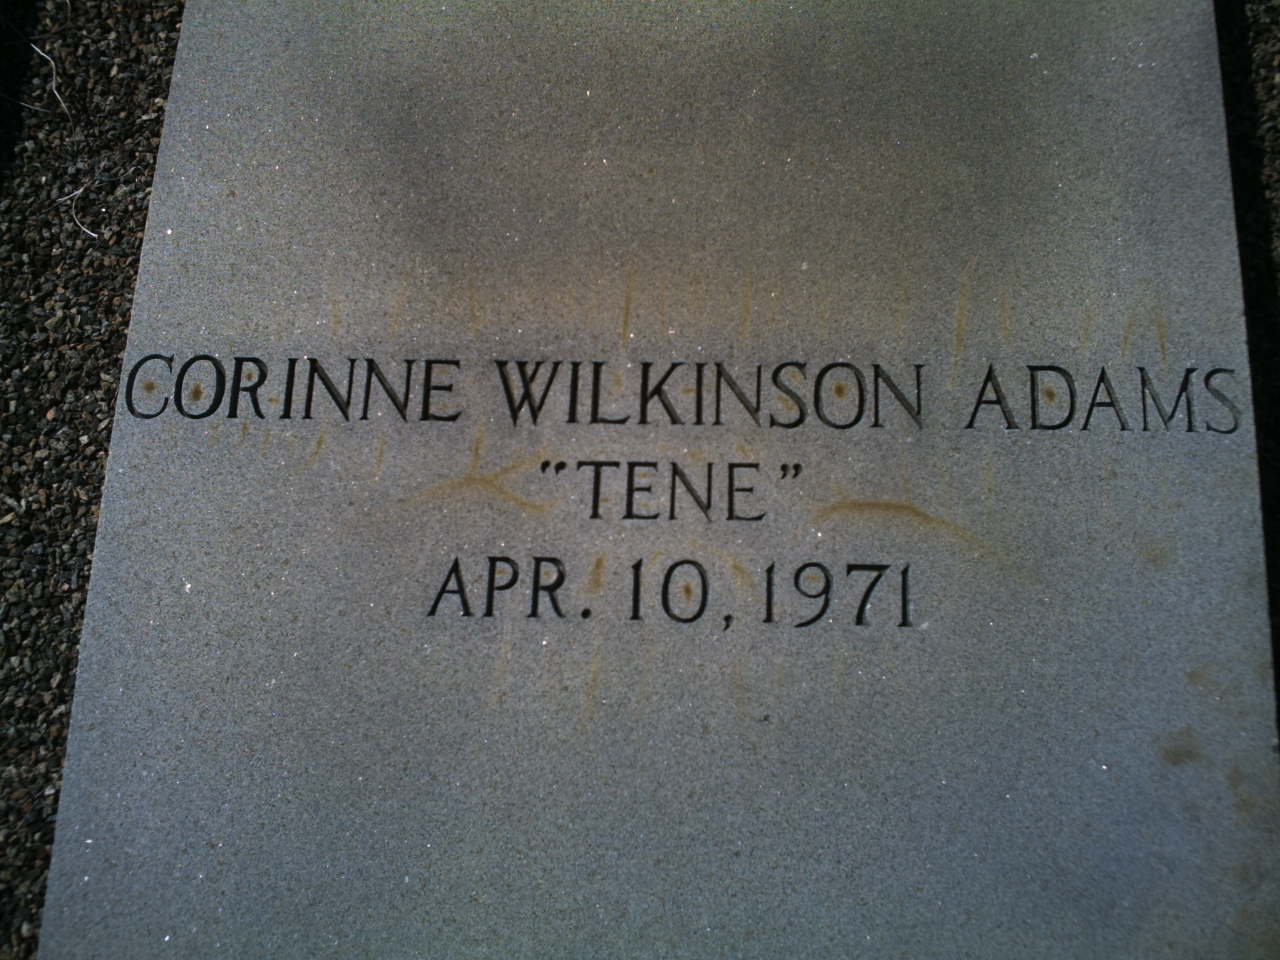 CORINNE WILKINSON ADAMS
"TENE"
APR. 10, 1971